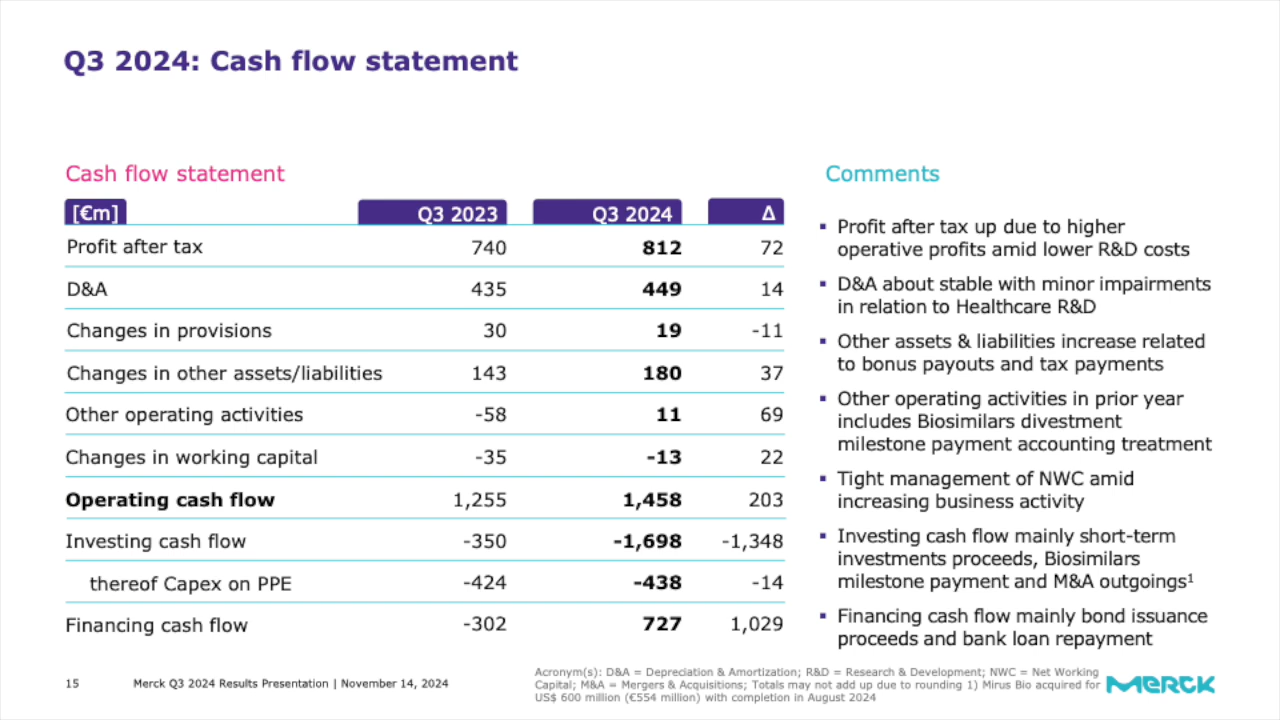 Q3 2024: Cash flow statement
Cash flow statement
[€m] Q3 2023 Q3 2024 Δ
Profit after tax 740 812 72
D&A 435 449 14
Changes in provisions 30 19 -11
Changes in other assets/liabilities 143 180 37
Other operating activities -58 11 69
Changes in working capital -35 -13 22
Operating cash flow 1,255 1,458 203
Investing cash flow -350 -1,698 -1,348
thereof Capex on PPE -424 -438 -14
Financing cash flow -302 727 1,029
Comments
▪ Profit after tax up due to higher
operative profits amid lower R&D costs
▪ D&A about stable with minor impairments
in relation to Healthcare R&D
▪ Other assets & liabilities increase related
to bonus payouts and tax payments
▪ Other operating activities in prior year
includes Biosimilars divestment
milestone payment accounting treatment
▪ Tight management of NWC amid
increasing business activity
▪ Investing cash flow mainly short-term
investments proceeds, Biosimilars
milestone payment and M&A outgoings¹
▪ Financing cash flow mainly bond issuance
proceeds and bank loan repayment
15 Merck Q3 2024 Results Presentation | November 14, 2024
Acronym(s): D&A = Depreciation & Amortization; R&D = Research & Development; NWC = Net Working
Capital; M&A = Mergers & Acquisitions; Totals may not add up due to rounding 1) Mirus Bio acquired for
US$ 600 million (€554 million) with completion in August 2024
MERCK